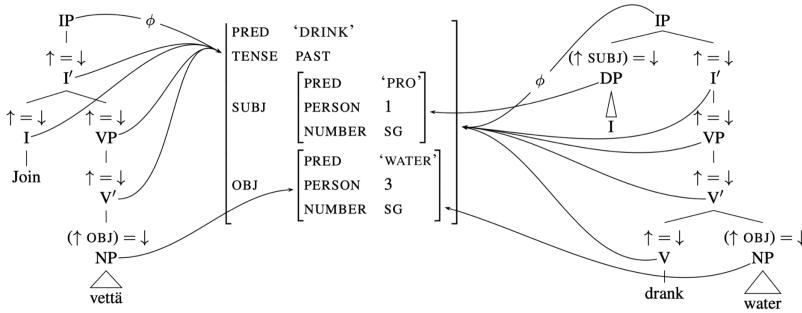 IP
ϕ
↑ = ↓
I′
↑ = ↓ ↑ = ↓
I VP
Join
↑ = ↓
V′
(↑ OBJ) = ↓
NP
vettä
PRED ‘DRINK’
TENSE PAST
SUBJ
PRED ‘PRO’
PERSON 1
NUMBER SG
OBJ
PRED ‘WATER’
PERSON 3
NUMBER SG
IP
ϕ
(↑ SUBJ) = ↓ ↑ = ↓
DP I′
I
↑ = ↓
VP
↑ = ↓
V′
↑ = ↓ (↑ OBJ) = ↓
V NP
drank water